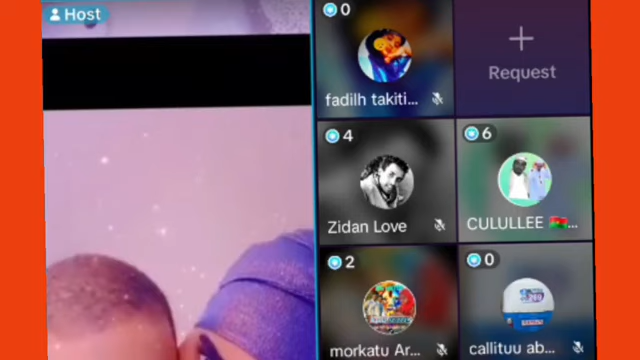 Host
0
fadilh takiti...
+
Request
4
Zidan Love
6
CULULLEE 🇧🇫...
2
morkatu Ar...
0
callituu ab...